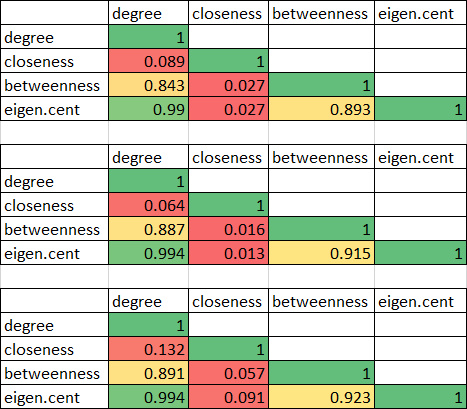 degree closeness betweenness eigen.cent
degree 1
closeness 0.089 1
betweenness 0.843 0.027 1
eigen.cent 0.99 0.027 0.893 1
degree closeness betweenness eigen.cent
degree 1
closeness 0.064 1
betweenness 0.887 0.016 1
eigen.cent 0.994 0.013 0.915 1
degree closeness betweenness eigen.cent
degree 1
closeness 0.132 1
betweenness 0.891 0.057 1
eigen.cent 0.994 0.091 0.923 1